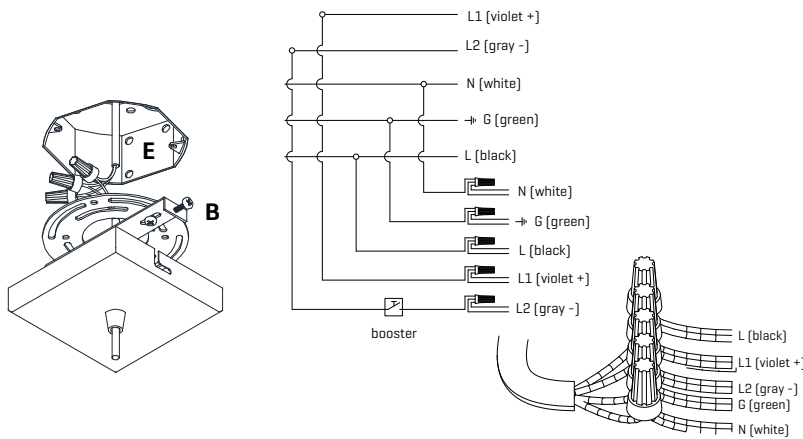 L1 (violet +)
L2 (gray -)
N (white)
G (green)
L (black)
E
B
N (white)
G (green)
L (black)
L1 (violet +)
L2 (gray -)
booster
L (black)
L1 (violet +)
L2 (gray -)
G (green)
N (white)